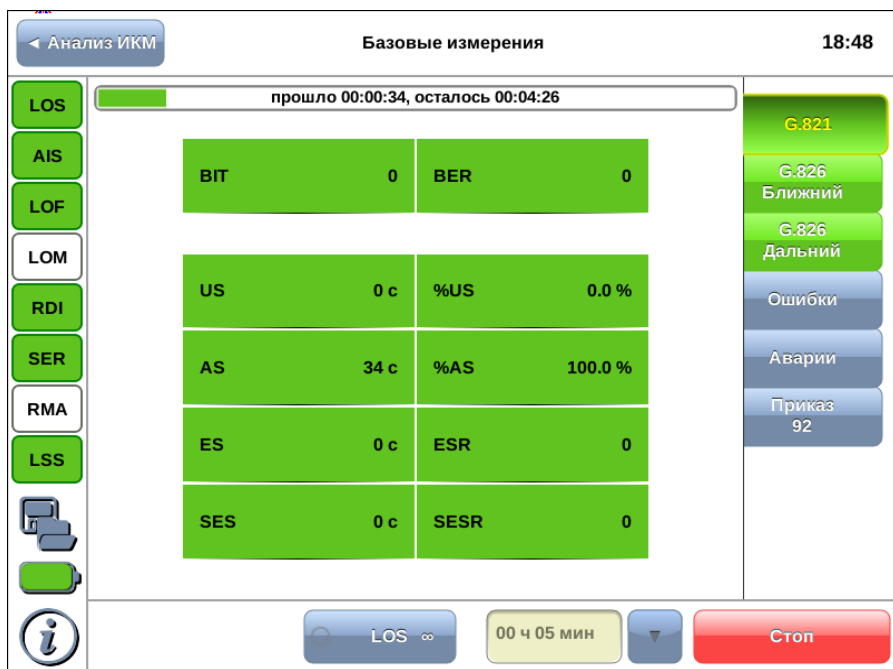 ◄ Анализ ИКМ
Базовые измерения
18:48
LOS
AIS
LOF
LOM
RDI
SER
RMA
LSS
прошло 00:00:34, осталось 00:04:26
BIT 0 BER 0
US 0 с %US 0.0 %
AS 34 с %AS 100.0 %
ES 0 с ESR 0
SES 0 с SESR 0
G.821
G.826
Ближний
G.826
Дальний
Ошибки
Аварии
Приказ
92
i
LOS ∞
00 ч 05 мин
▼
Стоп